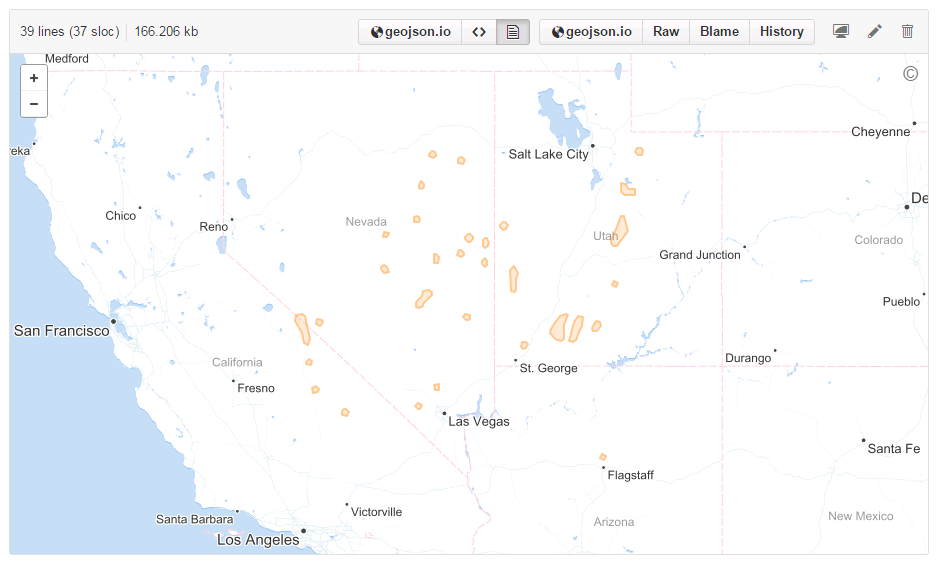 39 lines (37 sloc) 166.206 kb
geojson.io <> geojson.io Raw Blame History
+
−
©
Medford
Cheyenne
reka
Salt Lake City
De
Chico
Reno
Nevada
Utah
Colorado
Grand Junction
Pueblo
San Francisco
California
Durango
St. George
Fresno
Las Vegas
Santa Fe
Flagstaff
Victorville
Santa Barbara
Arizona
New Mexico
Los Angeles